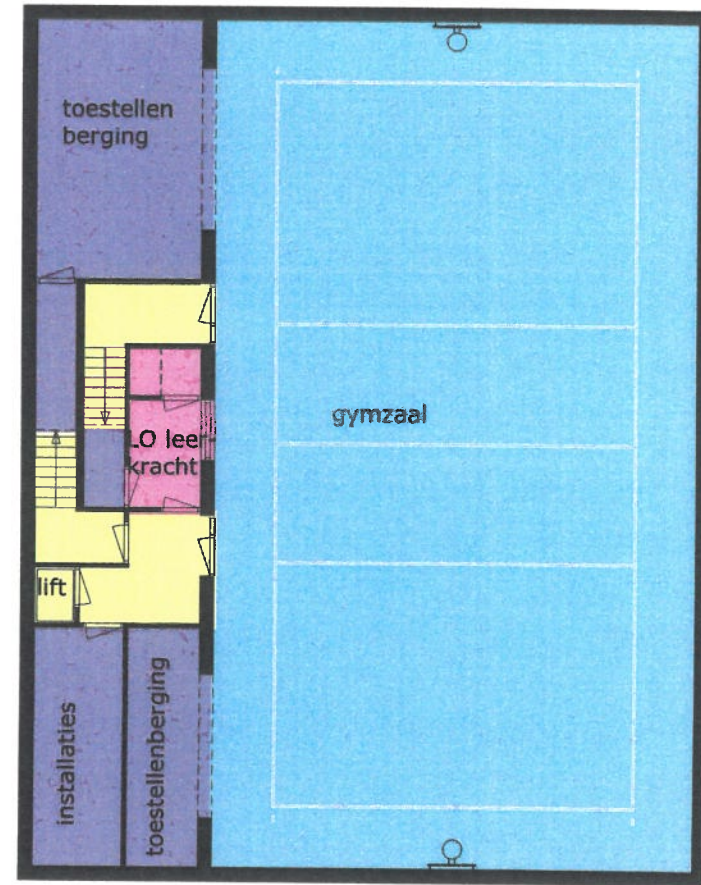 toestellen
berging
gymzaal
LO leer
kracht
lift
installaties
toestellenberging